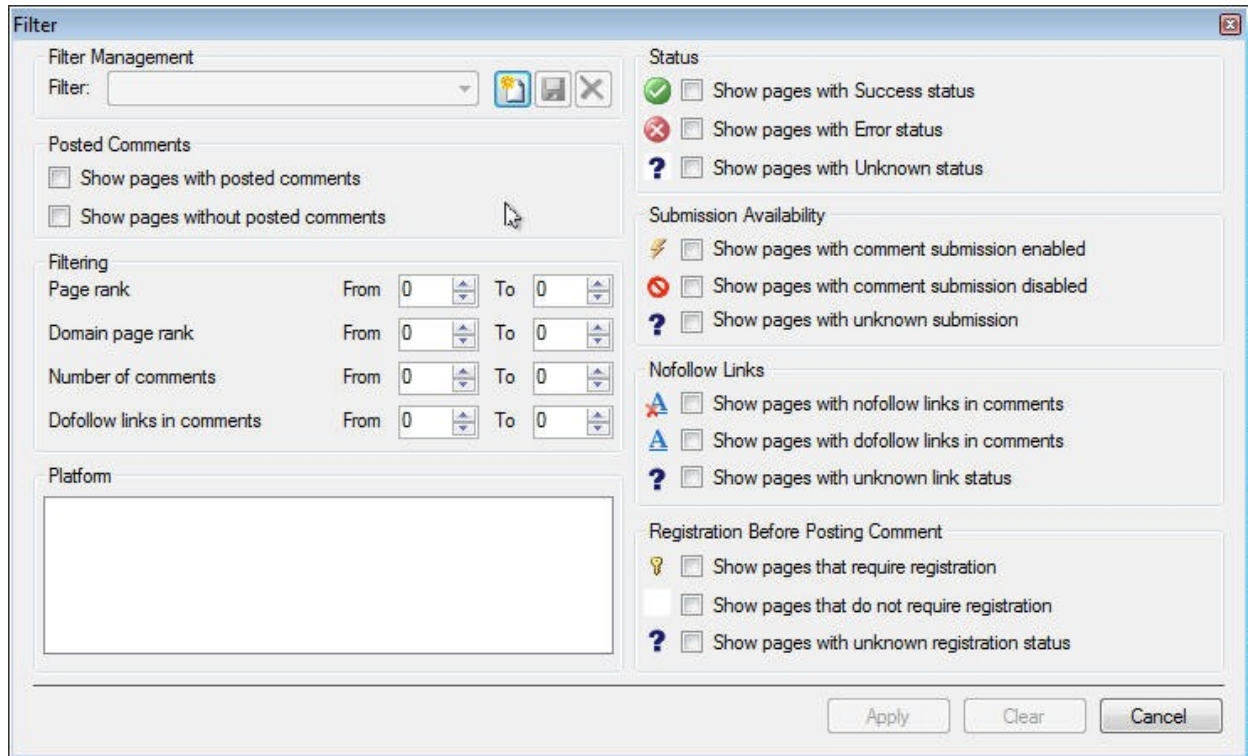 Filter
Filter Management
Filter:
Posted Comments
Show pages with posted comments
Show pages without posted comments
Filtering
Page rank From 0 To 0
Domain page rank From 0 To 0
Number of comments From 0 To 0
Dofollow links in comments From 0 To 0
Platform
Status
Show pages with Success status
Show pages with Error status
? Show pages with Unknown status
Submission Availability
Show pages with comment submission enabled
Show pages with comment submission disabled
? Show pages with unknown submission
Nofollow Links
A Show pages with nofollow links in comments
A Show pages with dofollow links in comments
? Show pages with unknown link status
Registration Before Posting Comment
Show pages that require registration
Show pages that do not require registration
? Show pages with unknown registration status
Apply Clear Cancel